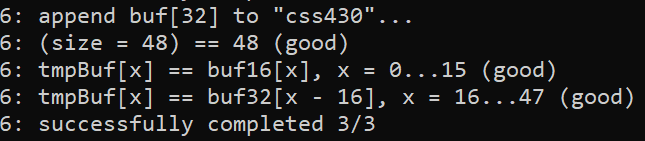 6: append buf[32] to "css430"...
6: (size = 48) == 48 (good)
6: tmpBuf[x] == buf16[x], x = 0...15 (good)
6: tmpBuf[x] == buf32[x - 16], x = 16...47 (good)
6: successfully completed 3/3